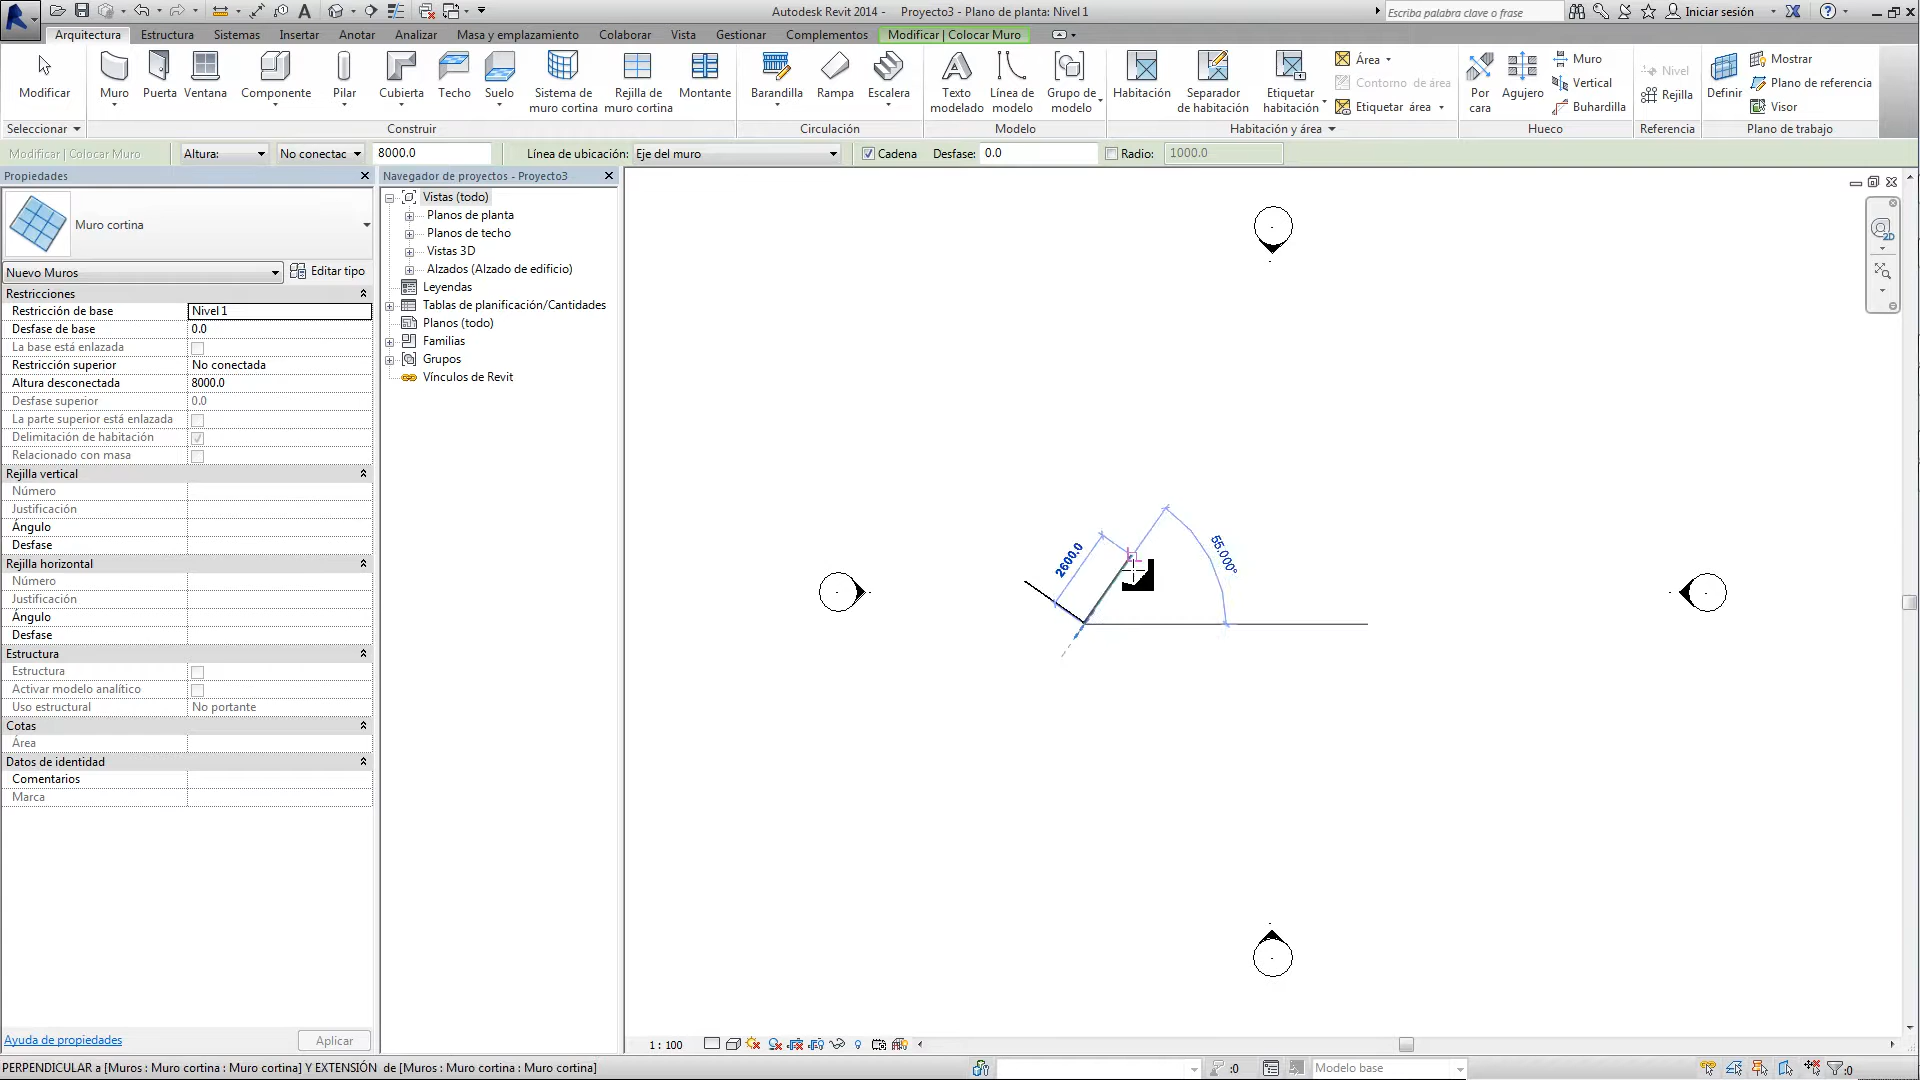 Autodesk Revit 2014 - Proyecto3 - Plano de planta: Nivel 1
Escriba palabra clave o frase
Iniciar sesión
Arquitectura Estructura Sistemas Insertar Anotar Analizar Masa y emplazamiento Colaborar Vista Gestionar Complementos Modificar | Colocar Muro
Modificar
Muro
Puerta
Ventana
Componente
Pilar
Cubierta
Techo
Suelo
Sistema de
muro cortina
Rejilla de
muro cortina
Montante
Barandilla
Rampa
Escalera
Texto
modelado
Línea de
modelo
Grupo de
modelo
Habitación
Separador
de habitación
Etiquetar
habitación
Área
Contorno de área
Etiquetar área
Por
cara
Agujero
Muro
Vertical
Buhardilla
Nivel
Rejilla
Definir
Mostrar
Plano de referencia
Visor
Seleccionar
Construir
Circulación
Modelo
Habitación y área
Hueco
Referencia
Plano de trabajo
Modificar | Colocar Muro
Altura:
No conectac
8000.0
Línea de ubicación:
Eje del muro
Cadena
Desfase:
0.0
Radio:
1000.0
Propiedades
Muro cortina
Nuevo Muros
Editar tipo
Restricciones
Restricción de base Nivel 1
Desfase de base 0.0
La base está enlazada
Restricción superior No conectada
Altura desconectada 8000.0
Desfase superior 0.0
La parte superior está enlazada
Delimitación de habitación
Relacionado con masa
Rejilla vertical
Número
Justificación
Ángulo
Desfase
Rejilla horizontal
Número
Justificación
Ángulo
Desfase
Estructura
Estructura
Activar modelo analítico
Uso estructural No portante
Cotas
Área
Datos de identidad
Comentarios
Marca
Ayuda de propiedades
Aplicar
Navegador de proyectos - Proyecto3
Vistas (todo)
Planos de planta
Planos de techo
Vistas 3D
Alzados (Alzado de edificio)
Leyendas
Tablas de planificación/Cantidades
Planos (todo)
Familias
Grupos
Vínculos de Revit
2600.0
55.000°
2D
1 : 100
PERPENDICULAR a [Muros : Muro cortina : Muro cortina] Y EXTENSIÓN de [Muros : Muro cortina : Muro cortina]
:0
Modelo base
:0